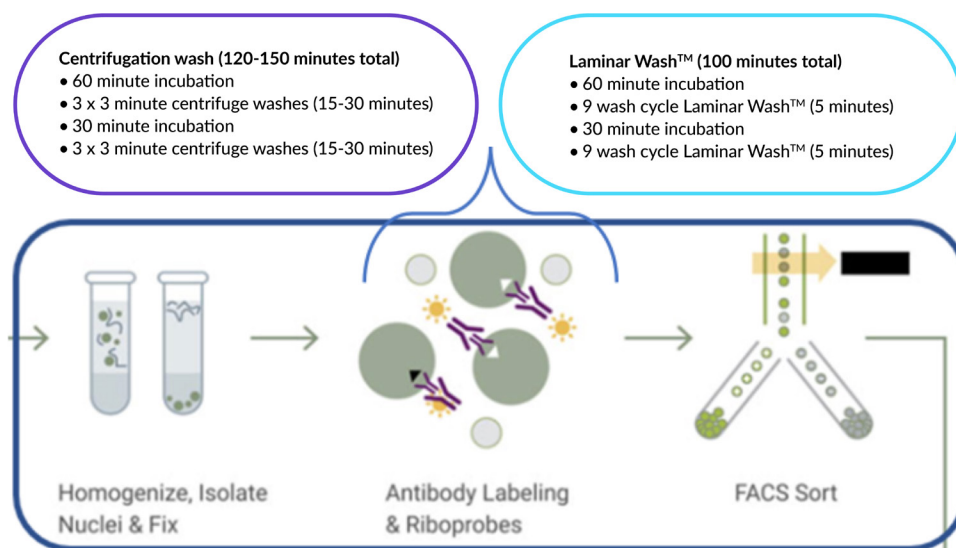 Centrifugation wash (120-150 minutes total)
• 60 minute incubation
• 3 x 3 minute centrifuge washes (15-30 minutes)
• 30 minute incubation
• 3 x 3 minute centrifuge washes (15-30 minutes)
Laminar Wash™ (100 minutes total)
• 60 minute incubation
• 9 wash cycle Laminar Wash™ (5 minutes)
• 30 minute incubation
• 9 wash cycle Laminar Wash™ (5 minutes)
Homogenize, Isolate
Nuclei & Fix
Antibody Labeling
& Riboprobes
FACS Sort